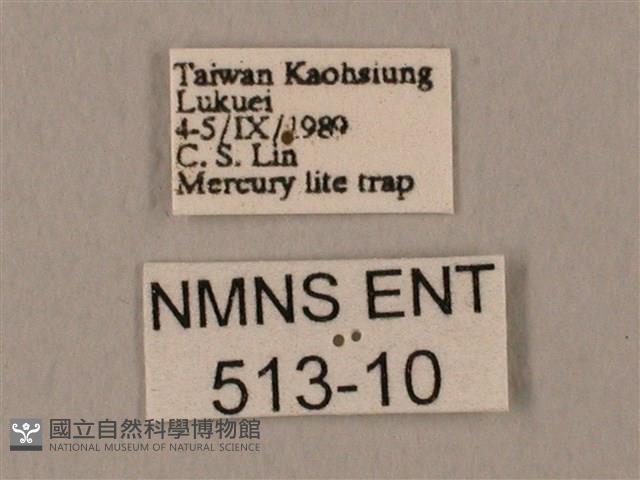 Taiwan Kaohsiung
Lukuei
4-5/IX/1989
C. S. Lin
Mercury lite trap
NMNS ENT
513-10
國立自然科學博物館
NATIONAL MUSEUM OF NATURAL SCIENCE